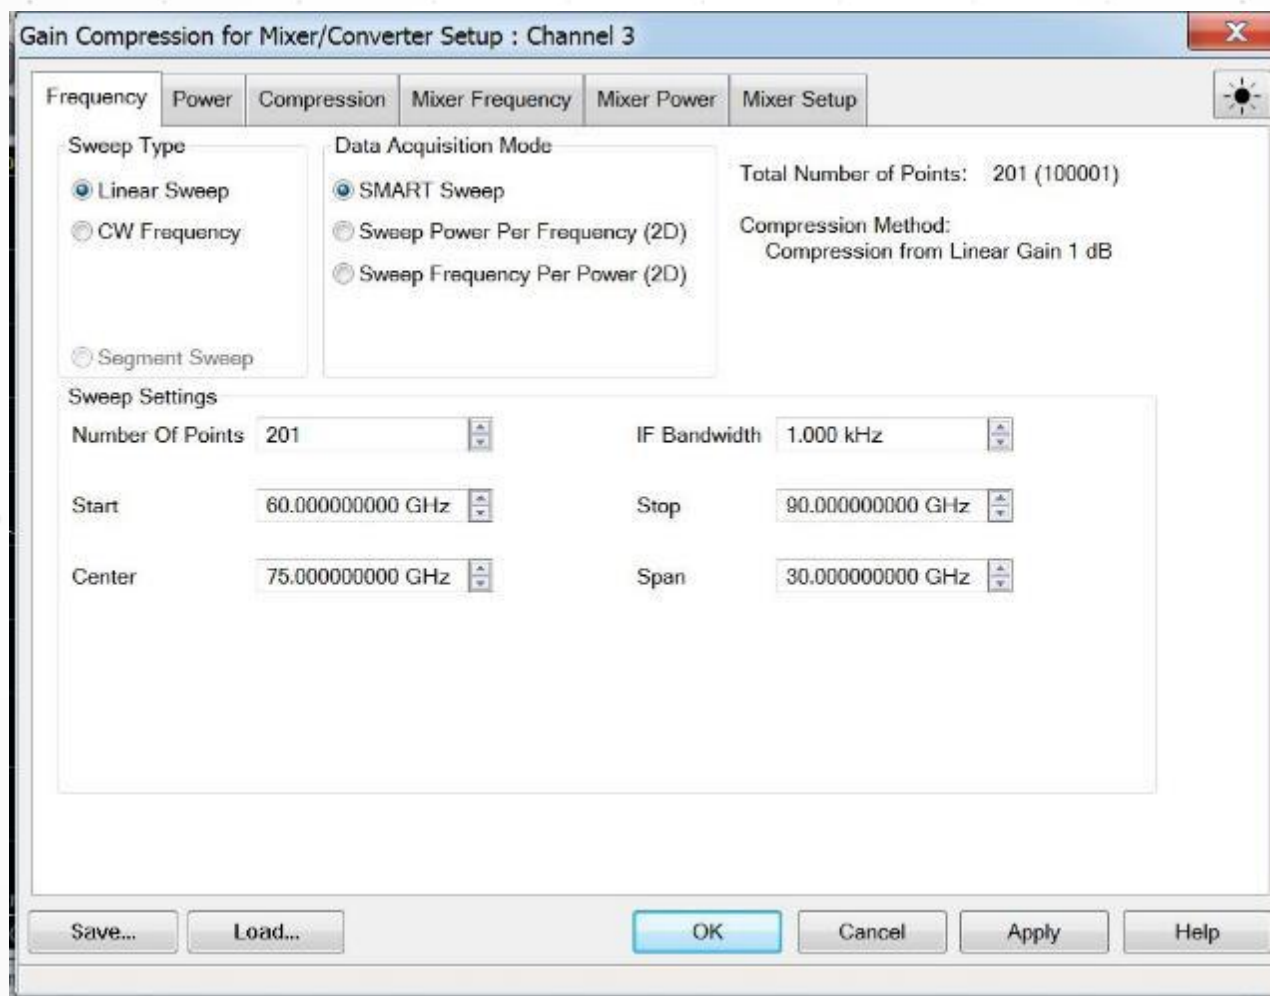 Gain Compression for Mixer/Converter Setup : Channel 3
X
Frequency Power Compression Mixer Frequency Mixer Power Mixer Setup
Sweep Type
Linear Sweep
CW Frequency
Segment Sweep
Data Acquisition Mode
SMART Sweep
Sweep Power Per Frequency (2D)
Sweep Frequency Per Power (2D)
Total Number of Points: 201 (100001)
Compression Method:
Compression from Linear Gain 1 dB
Sweep Settings
Number Of Points 201 IF Bandwidth 1.000 kHz
Start 60.000000000 GHz Stop 90.000000000 GHz
Center 75.000000000 GHz Span 30.000000000 GHz
Save... Load... OK Cancel Apply Help